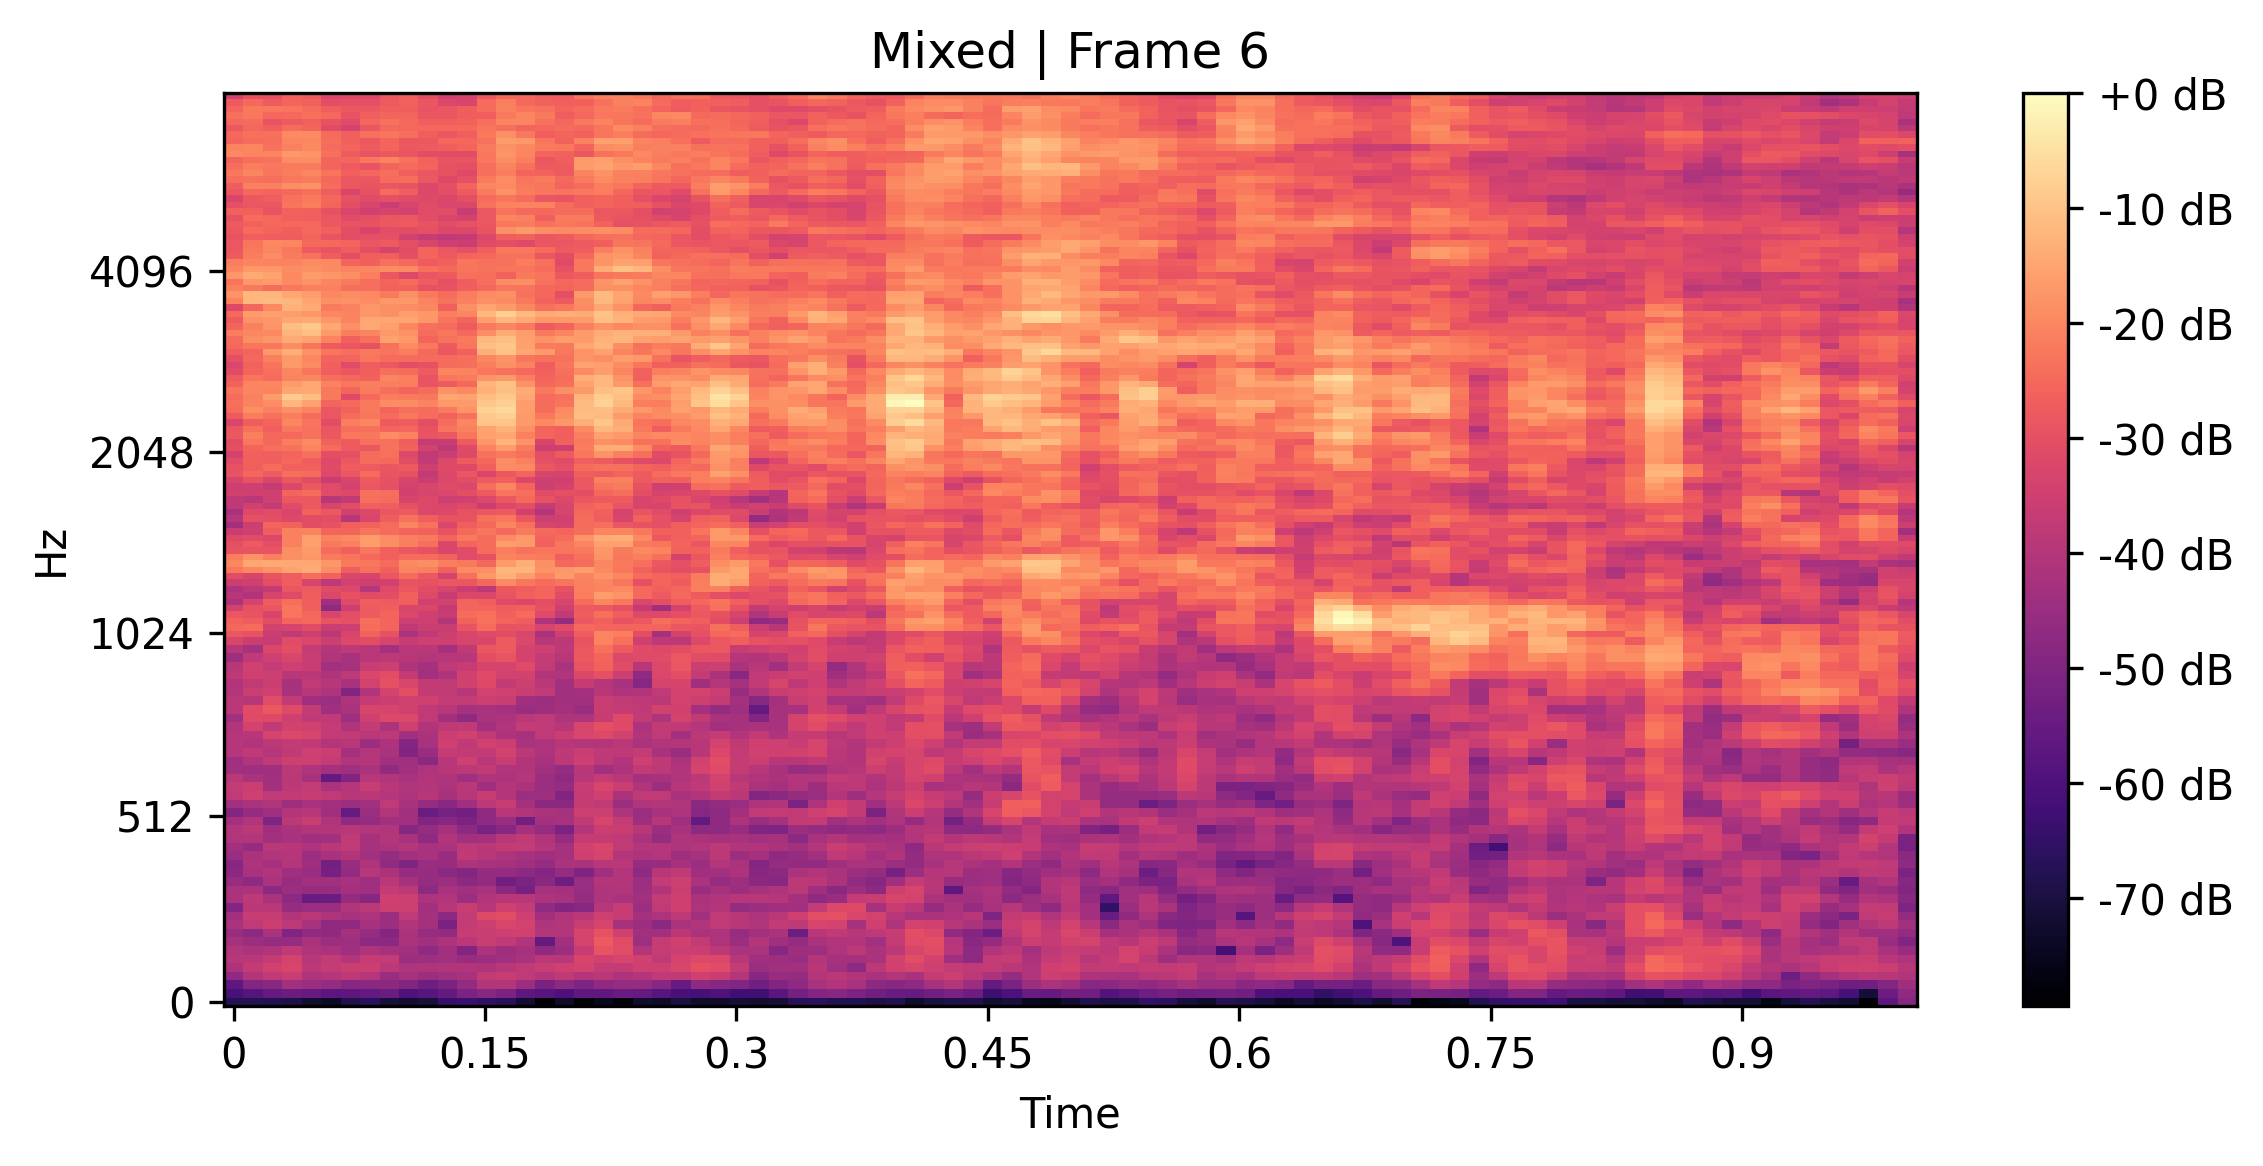 Mixed | Frame 6
+0 dB
-10 dB
-20 dB
-30 dB
-40 dB
-50 dB
-60 dB
-70 dB
Hz
4096
2048
1024
512
0
0 0.15 0.3 0.45 0.6 0.75 0.9
Time